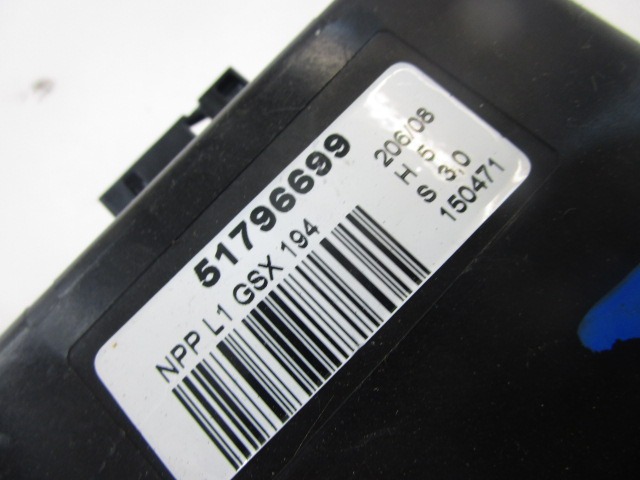 51796699
NPP L1 GSX 194
206/08
H. 5
S 3,0
150471